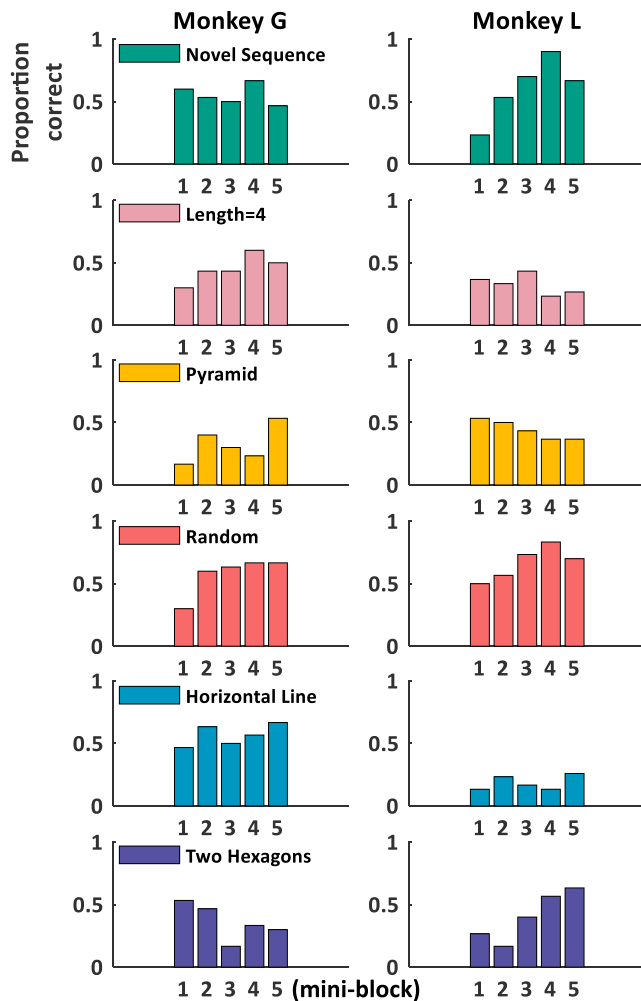 Monkey G Monkey L
Proportion
correct
1 Novel Sequence 1
0.5 0.5
0 0
1 2 3 4 5 1 2 3 4 5
1 Length=4 1
0.5 0.5
0 0
1 2 3 4 5 1 2 3 4 5
1 Pyramid 1
0.5 0.5
0 0
1 2 3 4 5 1 2 3 4 5
1 Random 1
0.5 0.5
0 0
1 2 3 4 5 1 2 3 4 5
1 Horizontal Line 1
0.5 0.5
0 0
1 2 3 4 5 1 2 3 4 5
1 Two Hexagons 1
0.5 0.5
0 0
1 2 3 4 5 (mini-block) 1 2 3 4 5